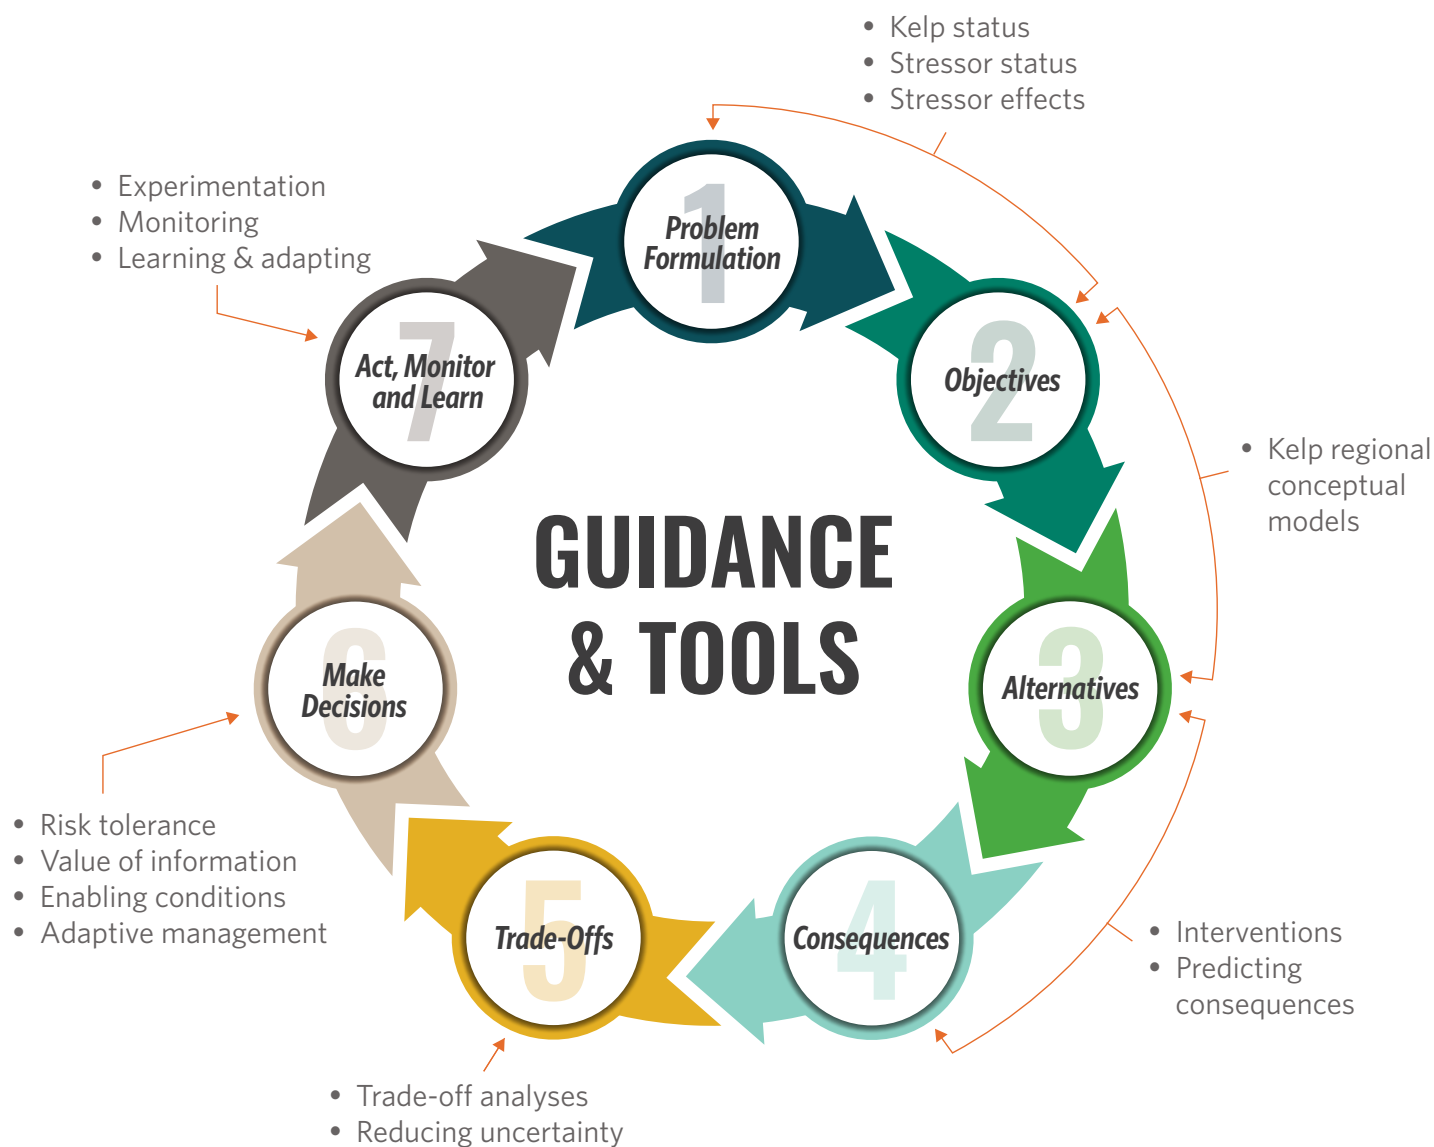 • Kelp status
• Stressor status
• Stressor effects
• Experimentation
• Monitoring
• Learning & adapting
1
Problem
Formulation
2
Objectives
7
Act, Monitor
and Learn
• Kelp regional
conceptual
models
GUIDANCE
& TOOLS
3
Alternatives
6
Make
Decisions
• Risk tolerance
• Value of information
• Enabling conditions
• Adaptive management
5
Trade-Offs
4
Consequences
• Interventions
• Predicting
consequences
• Trade-off analyses
• Reducing uncertainty